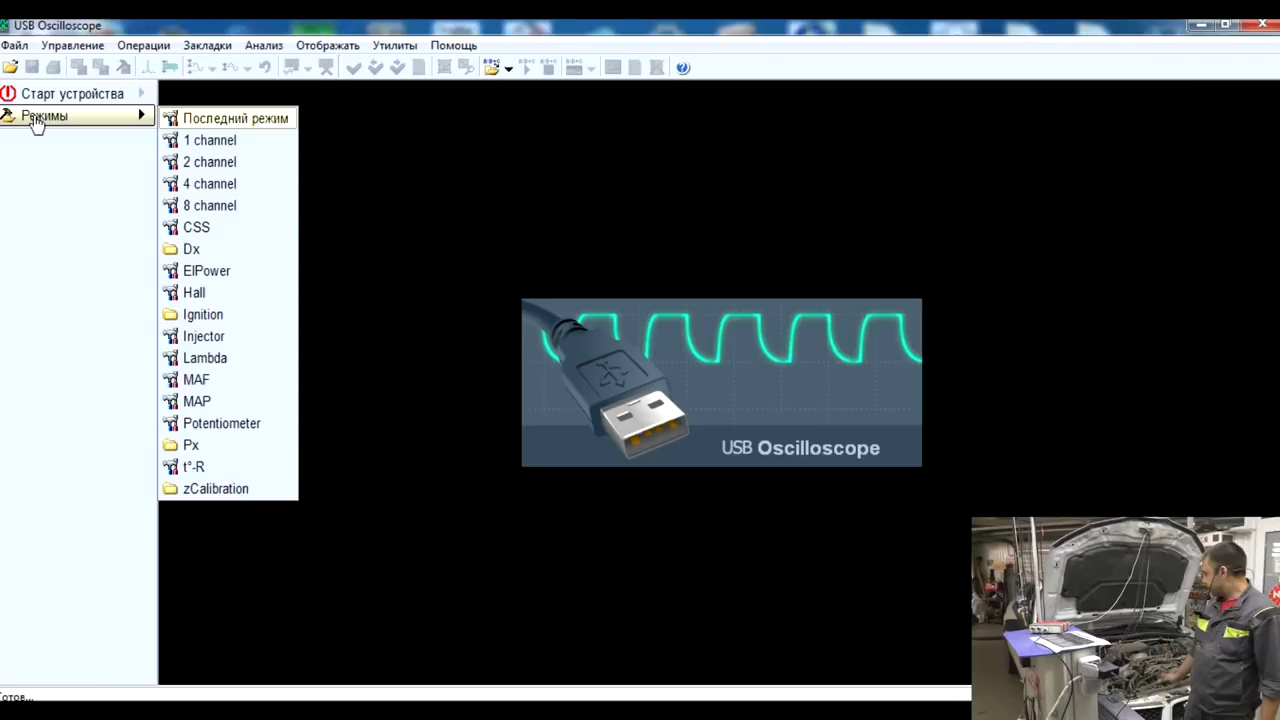 USB Oscilloscope
Файл Управление Операции Закладки Анализ Отображать Утилиты Помощь
Старт устройства
Режимы
Последний режим
1 channel
2 channel
4 channel
8 channel
CSS
Dx
ElPower
Hall
Ignition
Injector
Lambda
MAF
MAP
Potentiometer
Px
t°-R
zCalibration
USB Oscilloscope
Готов...